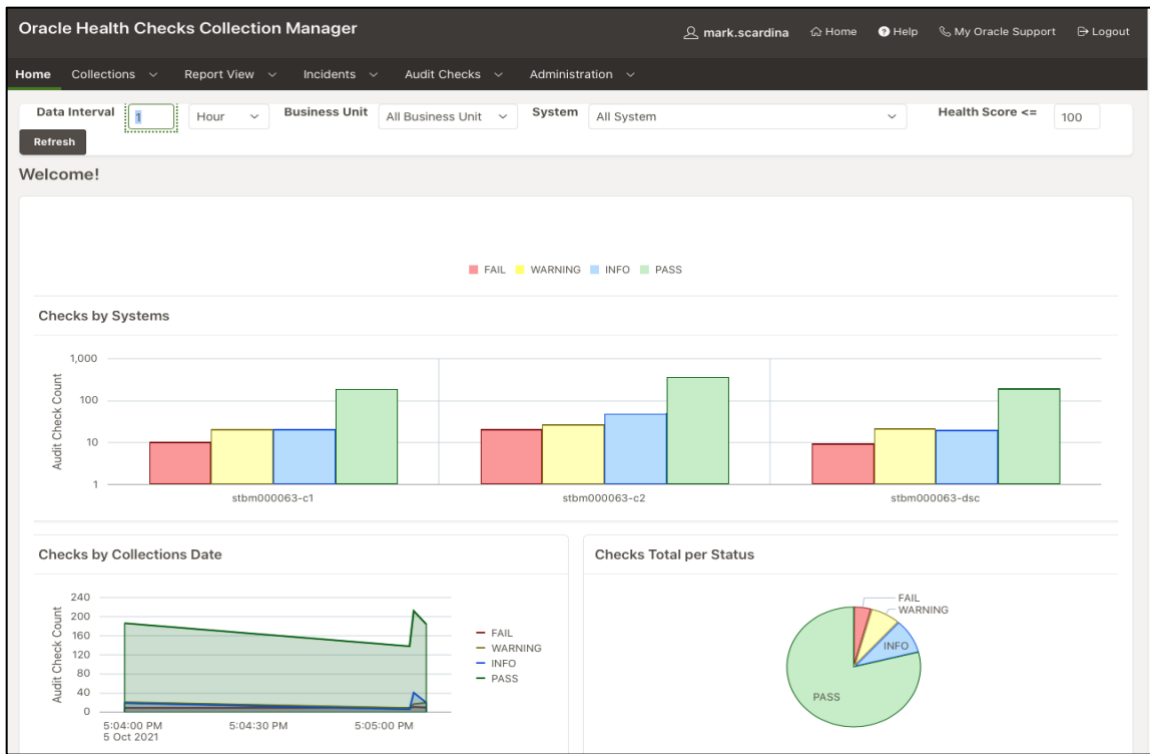 Oracle Health Checks Collection Manager
mark.scardina Home Help My Oracle Support Logout
Home Collections Report View Incidents Audit Checks Administration
Data Interval 1 Hour Business Unit All Business Unit System All System Health Score <= 100
Refresh
Welcome!
FAIL WARNING INFO PASS
Checks by Systems
Audit Check Count
1,000
100
10
1
stbm000063-c1 stbm000063-c2 stbm000063-dsc
Checks by Collections Date
Audit Check Count
240
200
160
120
80
40
0
5:04:00 PM 5:04:30 PM 5:05:00 PM
5 Oct 2021
FAIL
WARNING
INFO
PASS
Checks Total per Status
FAIL
WARNING
INFO
PASS